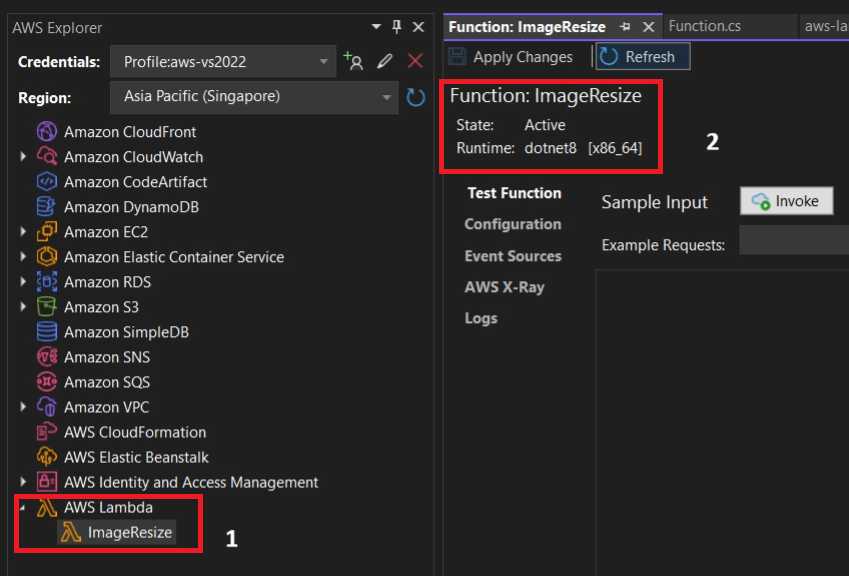 AWS Explorer
Credentials: Profile:aws-vs2022
Region: Asia Pacific (Singapore)
Amazon CloudFront
Amazon CloudWatch
Amazon CodeArtifact
Amazon DynamoDB
Amazon EC2
Amazon Elastic Container Service
Amazon RDS
Amazon S3
Amazon SimpleDB
Amazon SNS
Amazon SQS
Amazon VPC
AWS CloudFormation
AWS Elastic Beanstalk
AWS Identity and Access Management
AWS Lambda
ImageResize
1
Function: ImageResize Function.cs aws-la
Apply Changes Refresh
Function: ImageResize
State: Active
Runtime: dotnet8 [x86_64]
2
Test Function
Configuration
Event Sources
AWS X-Ray
Logs
Sample Input Invoke
Example Requests: